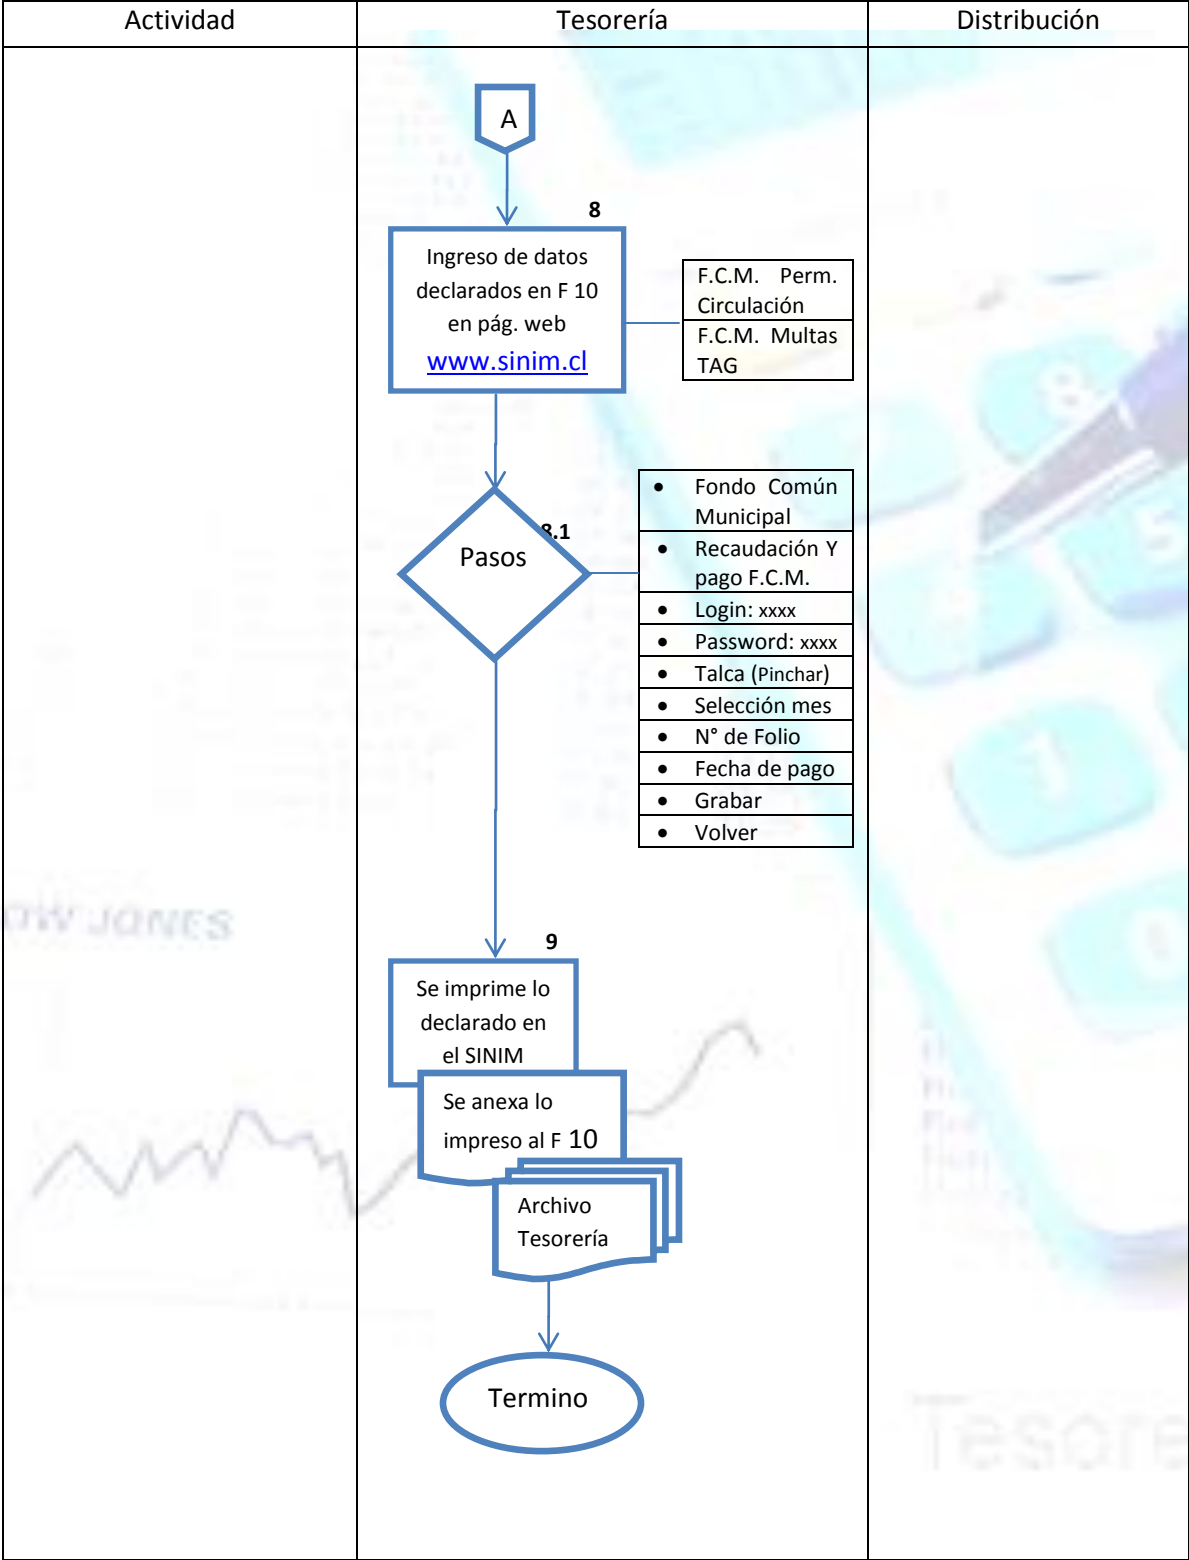 Actividad
Tesorería
Distribución
A
8
Ingreso de datos
declarados en F 10
en pág. web
www.sinim.cl
F.C.M. Perm.
Circulación
F.C.M. Multas
TAG
8.1
Pasos
• Fondo Común
Municipal
• Recaudación Y
pago F.C.M.
• Login: xxxx
• Password: xxxx
• Talca (Pinchar)
• Selección mes
• N° de Folio
• Fecha de pago
• Grabar
• Volver
OW JONES
9
Se imprime lo
declarado en
el SINIM
Se anexa lo
impreso al F 10
Archivo
Tesorería
Termino
Tesore